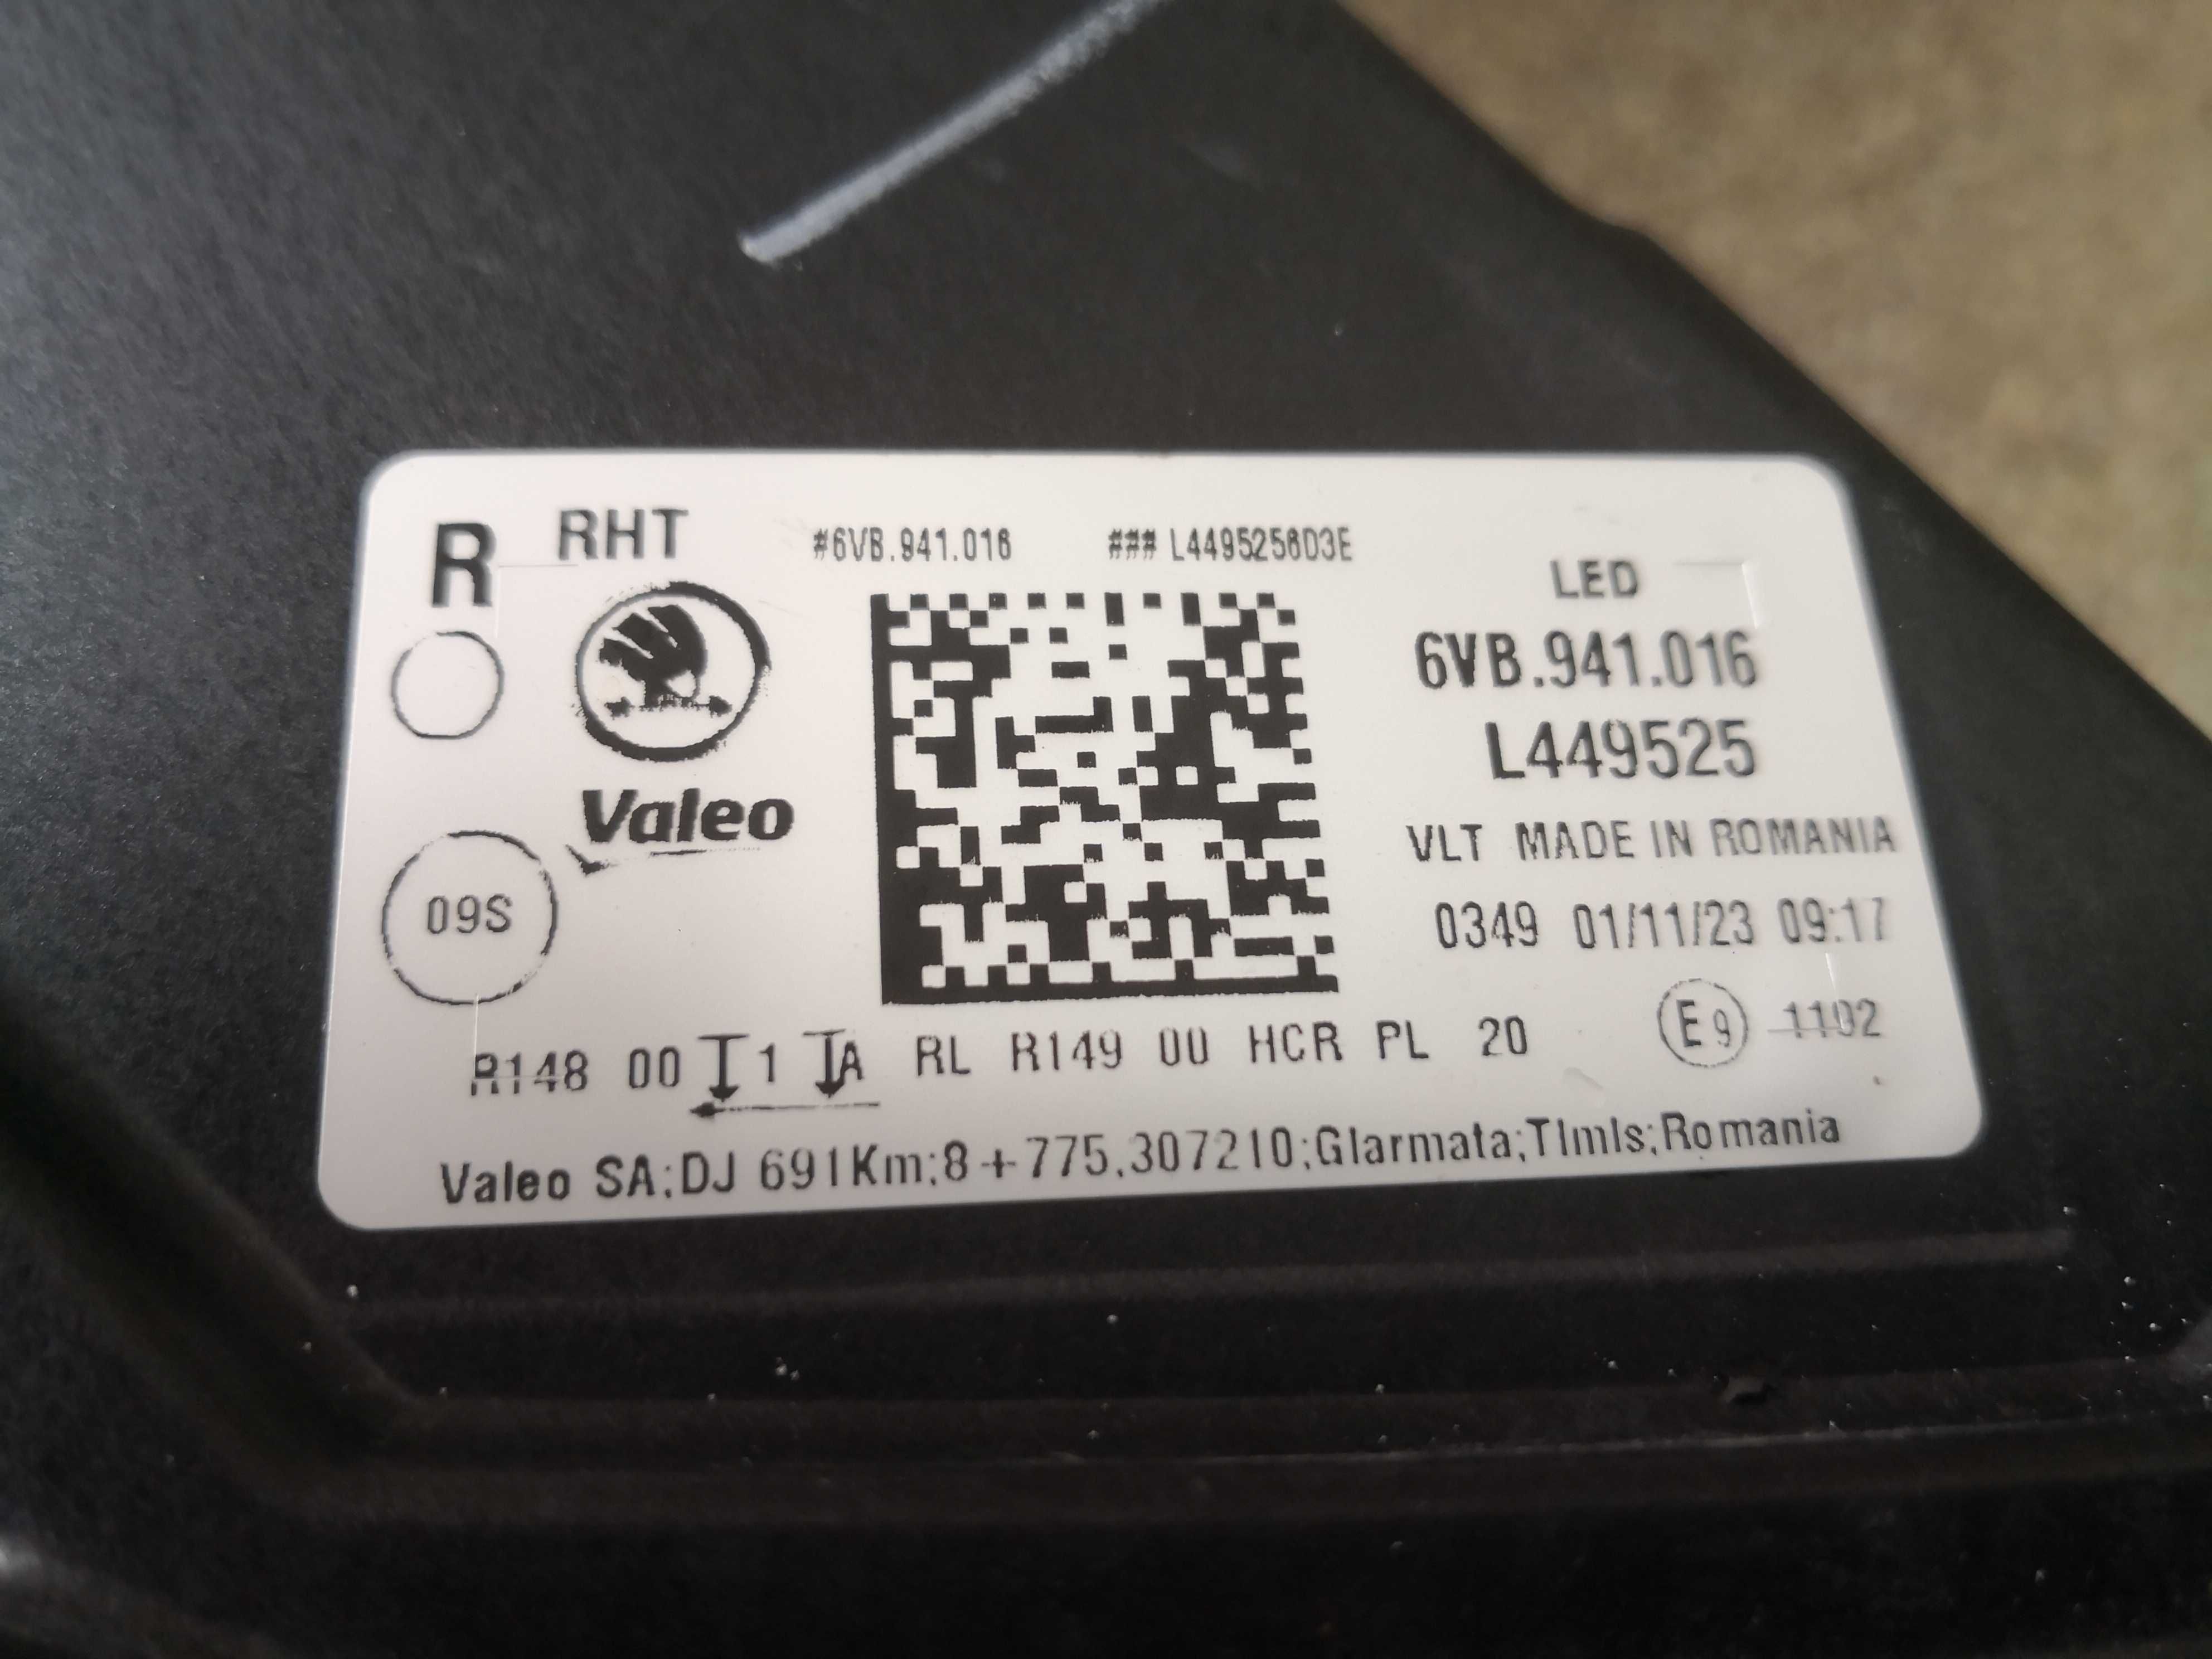 R RHT
#6VB.941.016 ### L4495256D3E
LED
6VB.941.016
L449525
Valeo
VLT MADE IN ROMANIA
09S
0349 01/11/23 09:17
R148 00 1 A RL R149 00 HCR PL 20 E9 1102
Valeo SA;DJ 691Km;8+775,307210;Giarmata;Timis;Romania